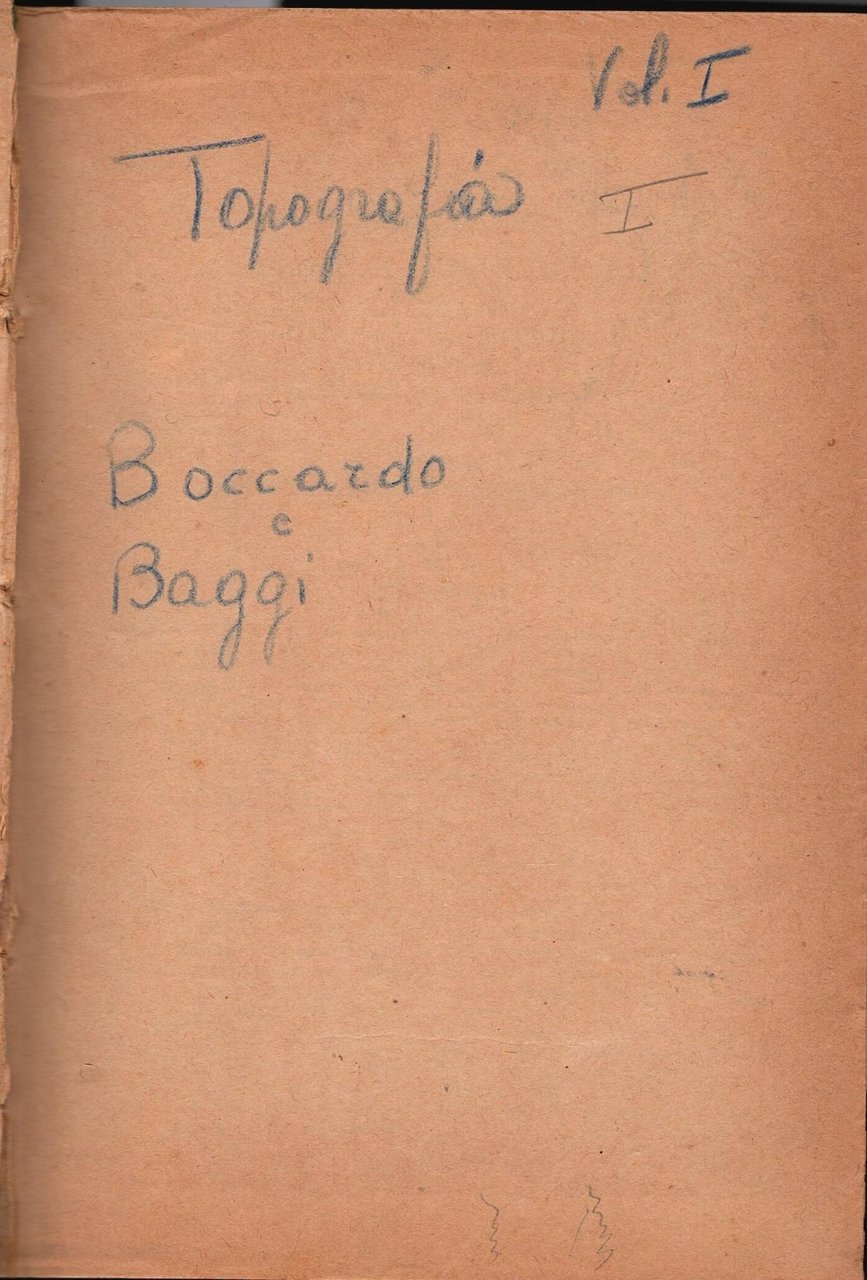 Vol. I
Topografia I
Boccardo
e
Baggi